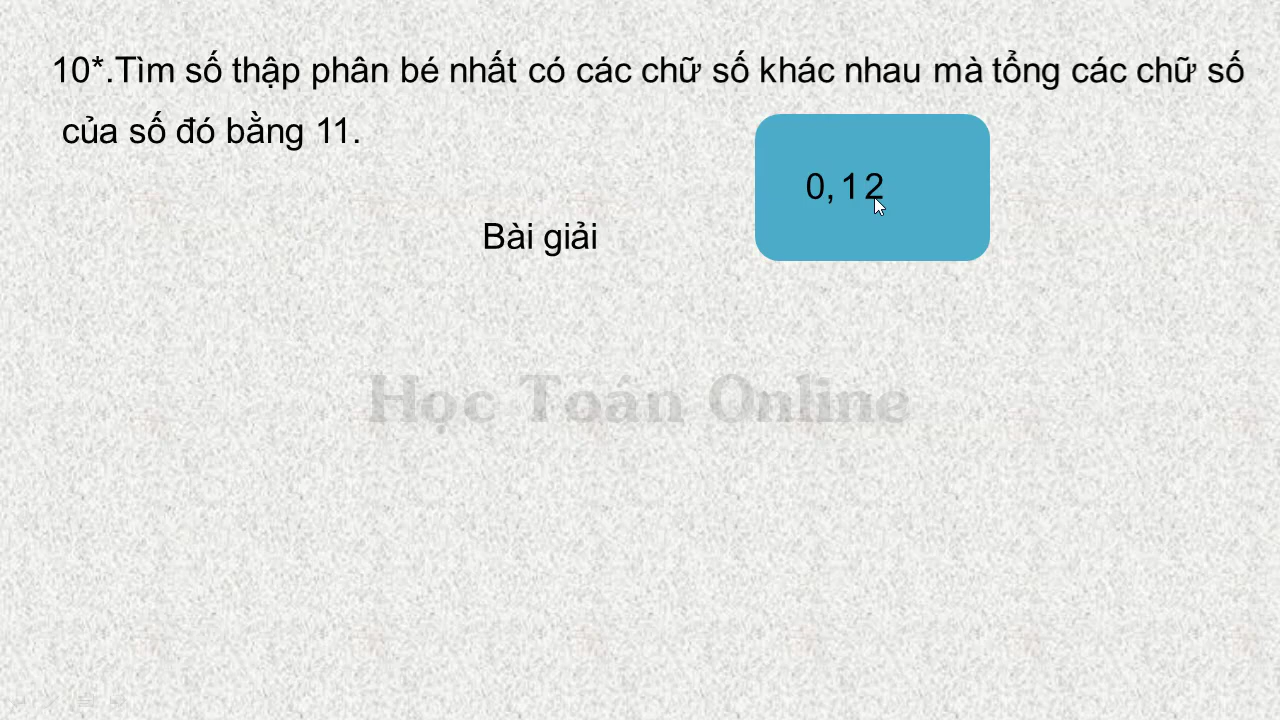 10*.Tìm số thập phân bé nhất có các chữ số khác nhau mà tổng các chữ số
của số đó bằng 11.
0,12
Bài giải
Học Toán Online